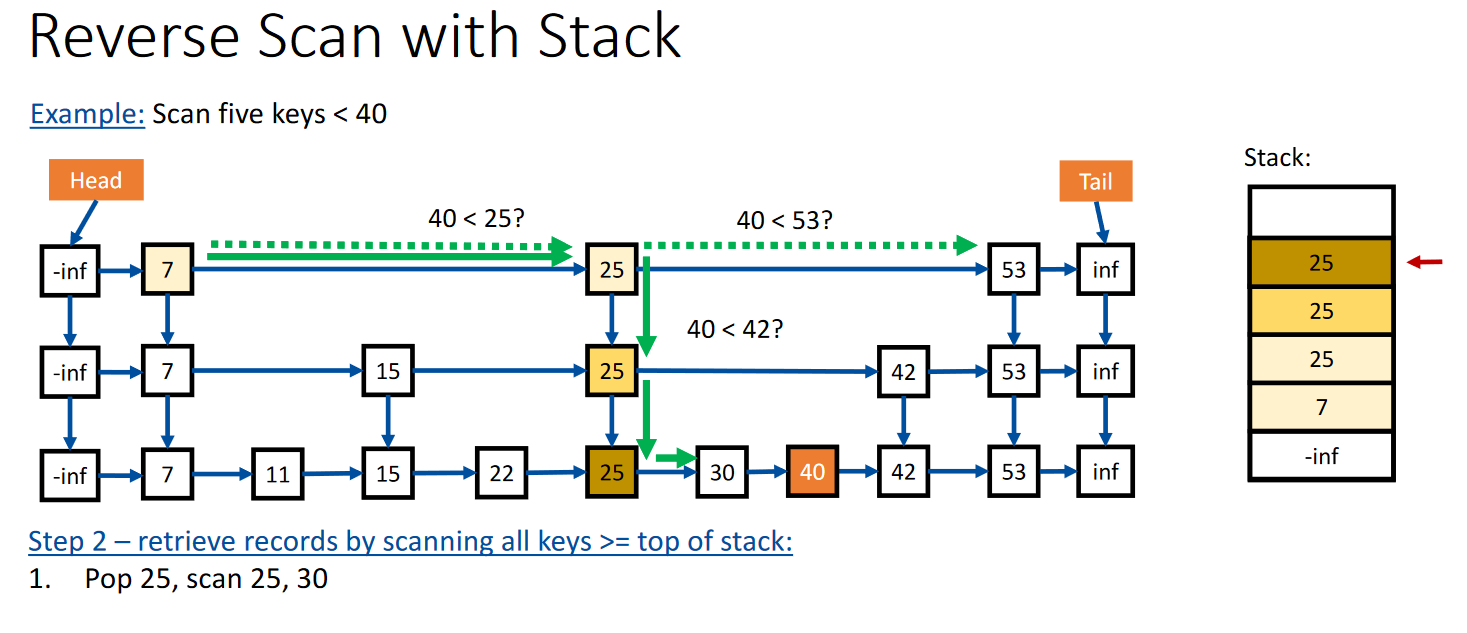 Reverse Scan with Stack
Example: Scan five keys < 40
Stack:
Head
Tail
40 < 25?
40 < 53?
-inf 7 25 53 inf
40 < 42?
-inf 7 15 25 42 53 inf
-inf 7 11 15 22 25 30 40 42 53 inf
25
25
25
7
-inf
Step 2 – retrieve records by scanning all keys >= top of stack:
1. Pop 25, scan 25, 30